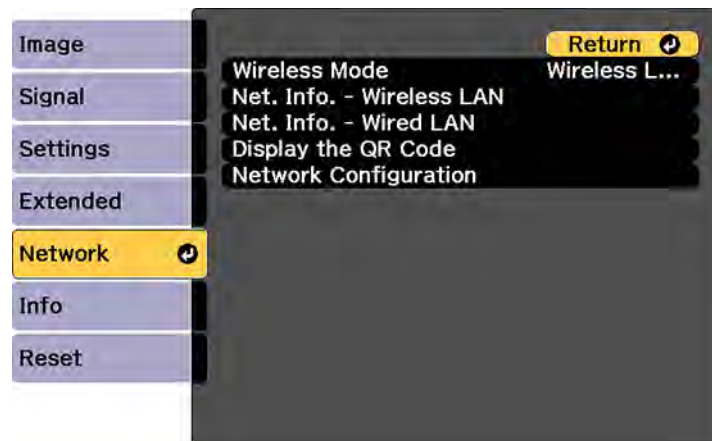 Image
Signal
Settings
Extended
Network
Info
Reset
Return
Wireless Mode Wireless L...
Net. Info. - Wireless LAN
Net. Info. - Wired LAN
Display the QR Code
Network Configuration